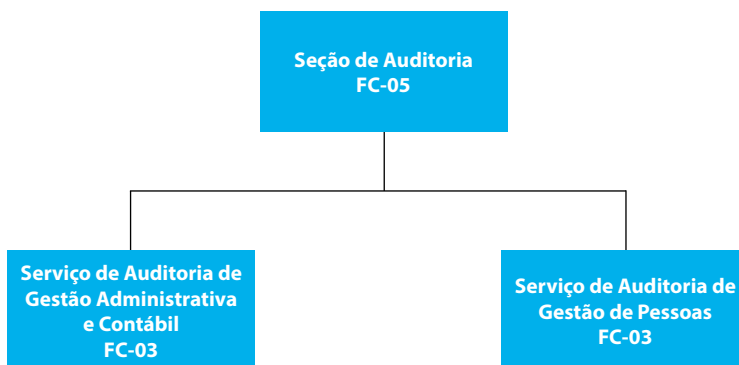 Seção de Auditoria
FC-05
Serviço de Auditoria de
Gestão Administrativa
e Contábil
FC-03
Serviço de Auditoria de
Gestão de Pessoas
FC-03